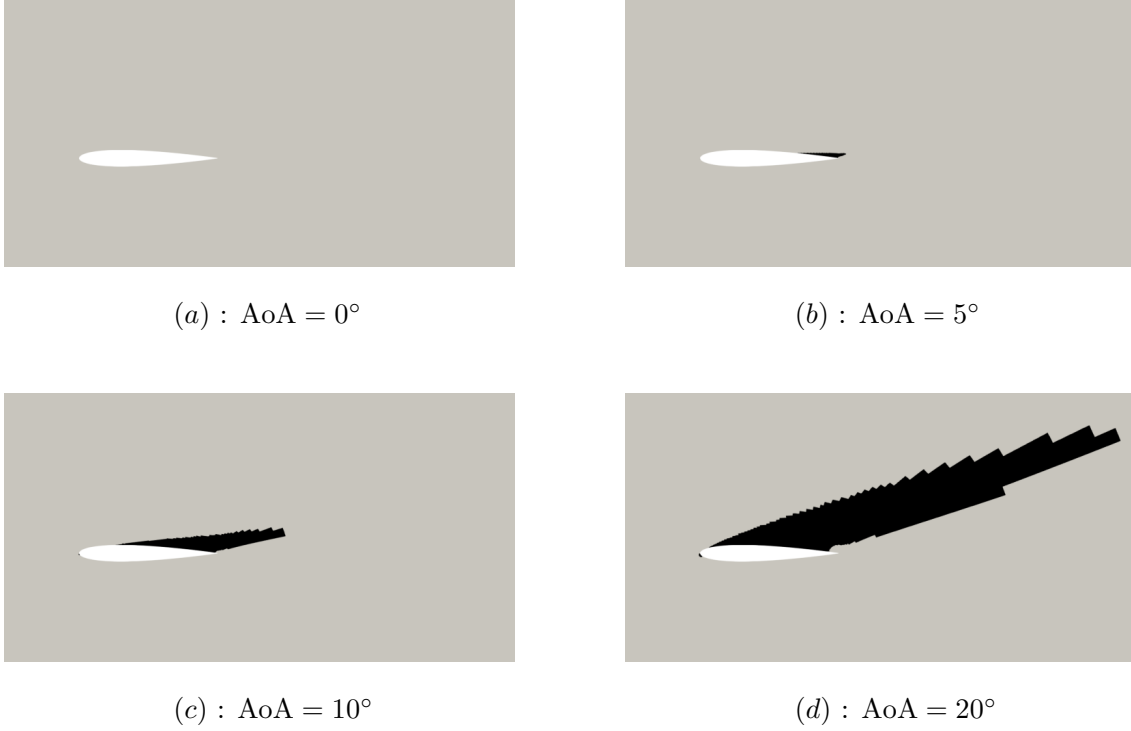 (a) : AoA = 0°
(b) : AoA = 5°
(c) : AoA = 10°
(d) : AoA = 20°